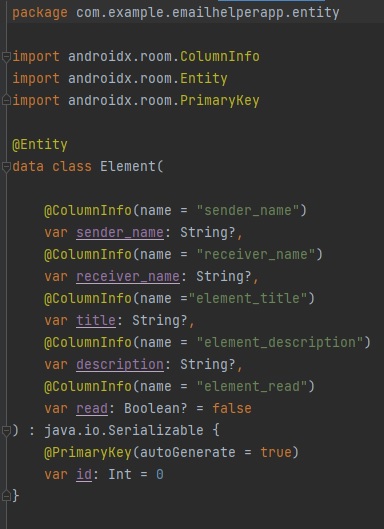 package com.example.emailhelperapp.entity
import androidx.room.ColumnInfo
import androidx.room.Entity
import androidx.room.PrimaryKey
@Entity
data class Element(
@ColumnInfo(name = "sender_name")
var sender_name: String?,
@ColumnInfo(name = "receiver_name")
var receiver_name: String?,
@ColumnInfo(name ="element_title")
var title: String?,
@ColumnInfo(name = "element_description")
var description: String?,
@ColumnInfo(name = "element_read")
var read: Boolean? = false
) : java.io.Serializable {
@PrimaryKey(autoGenerate = true)
var id: Int = 0
}